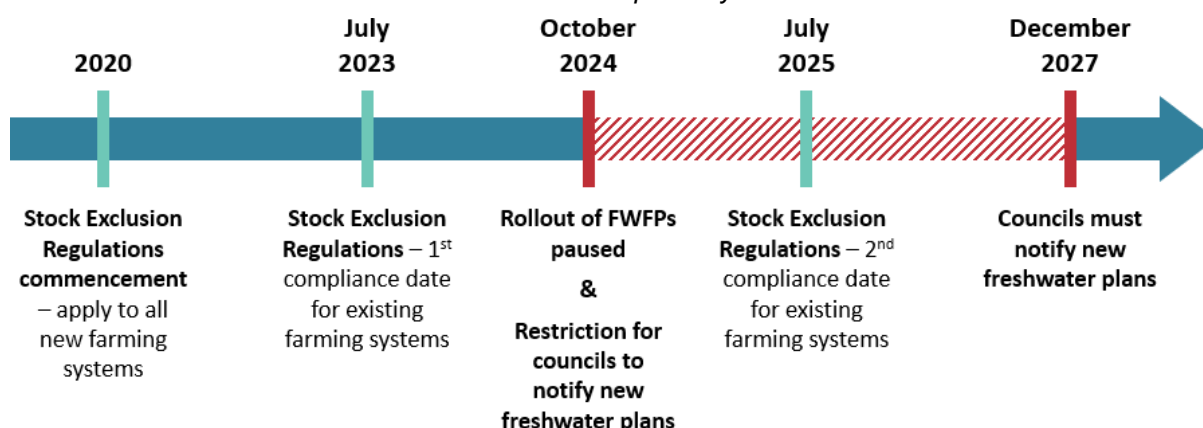 July
October
July
December
2020
2023
2024
2025
2027
Stock Exclusion
Regulations
commencement
– apply to all
new farming
systems
Stock Exclusion
Regulations – 1st
compliance date
for existing
farming systems
Rollout of FWFPs
paused
&
Restriction for
councils to
notify new
freshwater plans
Stock Exclusion
Regulations – 2nd
compliance date
for existing
farming systems
Councils must
notify new
freshwater plans